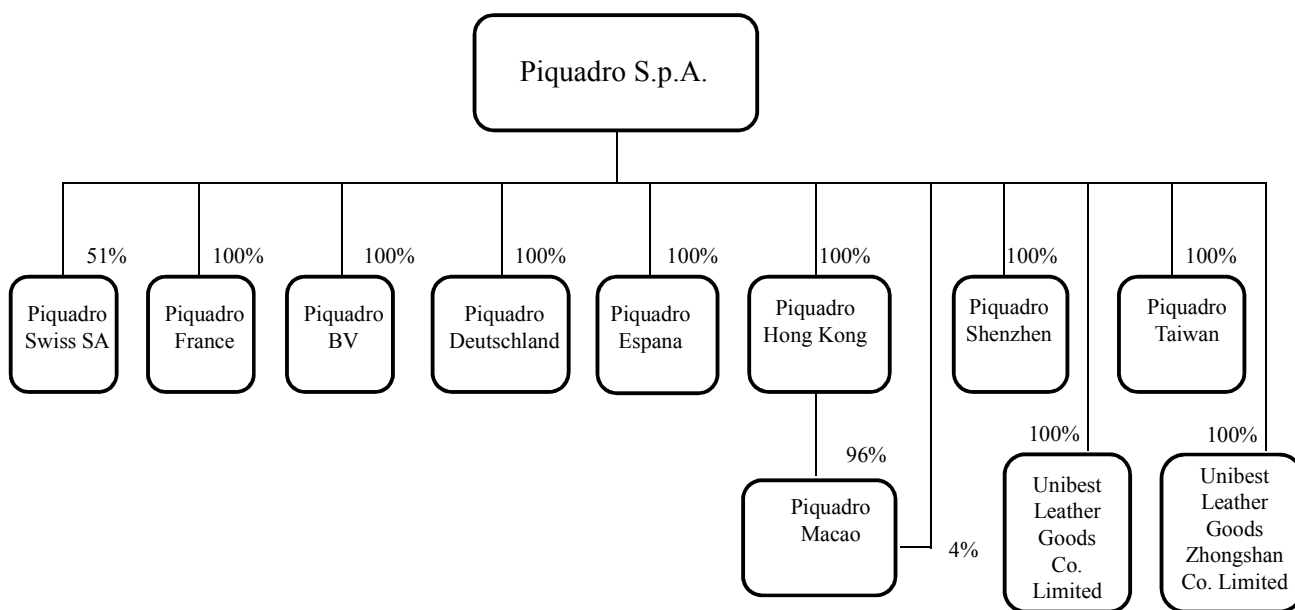 Piquadro S.p.A.
51%
100%
100%
100%
100%
100%
100%
100%
Piquadro
Swiss SA
Piquadro
France
Piquadro
BV
Piquadro
Deutschland
Piquadro
Espana
Piquadro
Hong Kong
Piquadro
Shenzhen
Piquadro
Taiwan
96%
100%
100%
Piquadro
Macao
4%
Unibest
Leather
Goods
Co.
Limited
Unibest
Leather
Goods
Zhongshan
Co. Limited